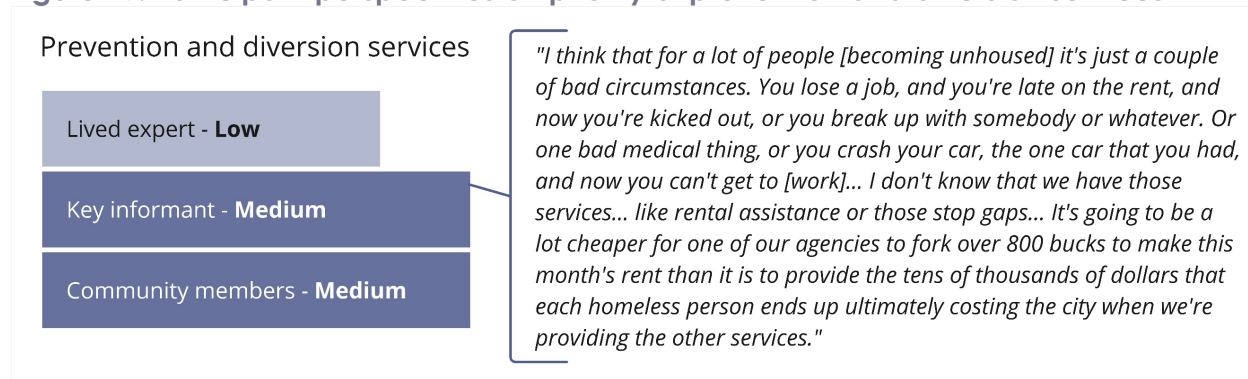 Prevention and diversion services
Lived expert - Low
Key informant - Medium
Community members - Medium
"I think that for a lot of people [becoming unhoused] it's just a couple
of bad circumstances. You lose a job, and you're late on the rent, and
now you're kicked out, or you break up with somebody or whatever. Or
one bad medical thing, or you crash your car, the one car that you had,
and now you can't get to [work]... I don't know that we have those
services... like rental assistance or those stop gaps... It's going to be a
lot cheaper for one of our agencies to fork over 800 bucks to make this
month's rent than it is to provide the tens of thousands of dollars that
each homeless person ends up ultimately costing the city when we're
providing the other services."